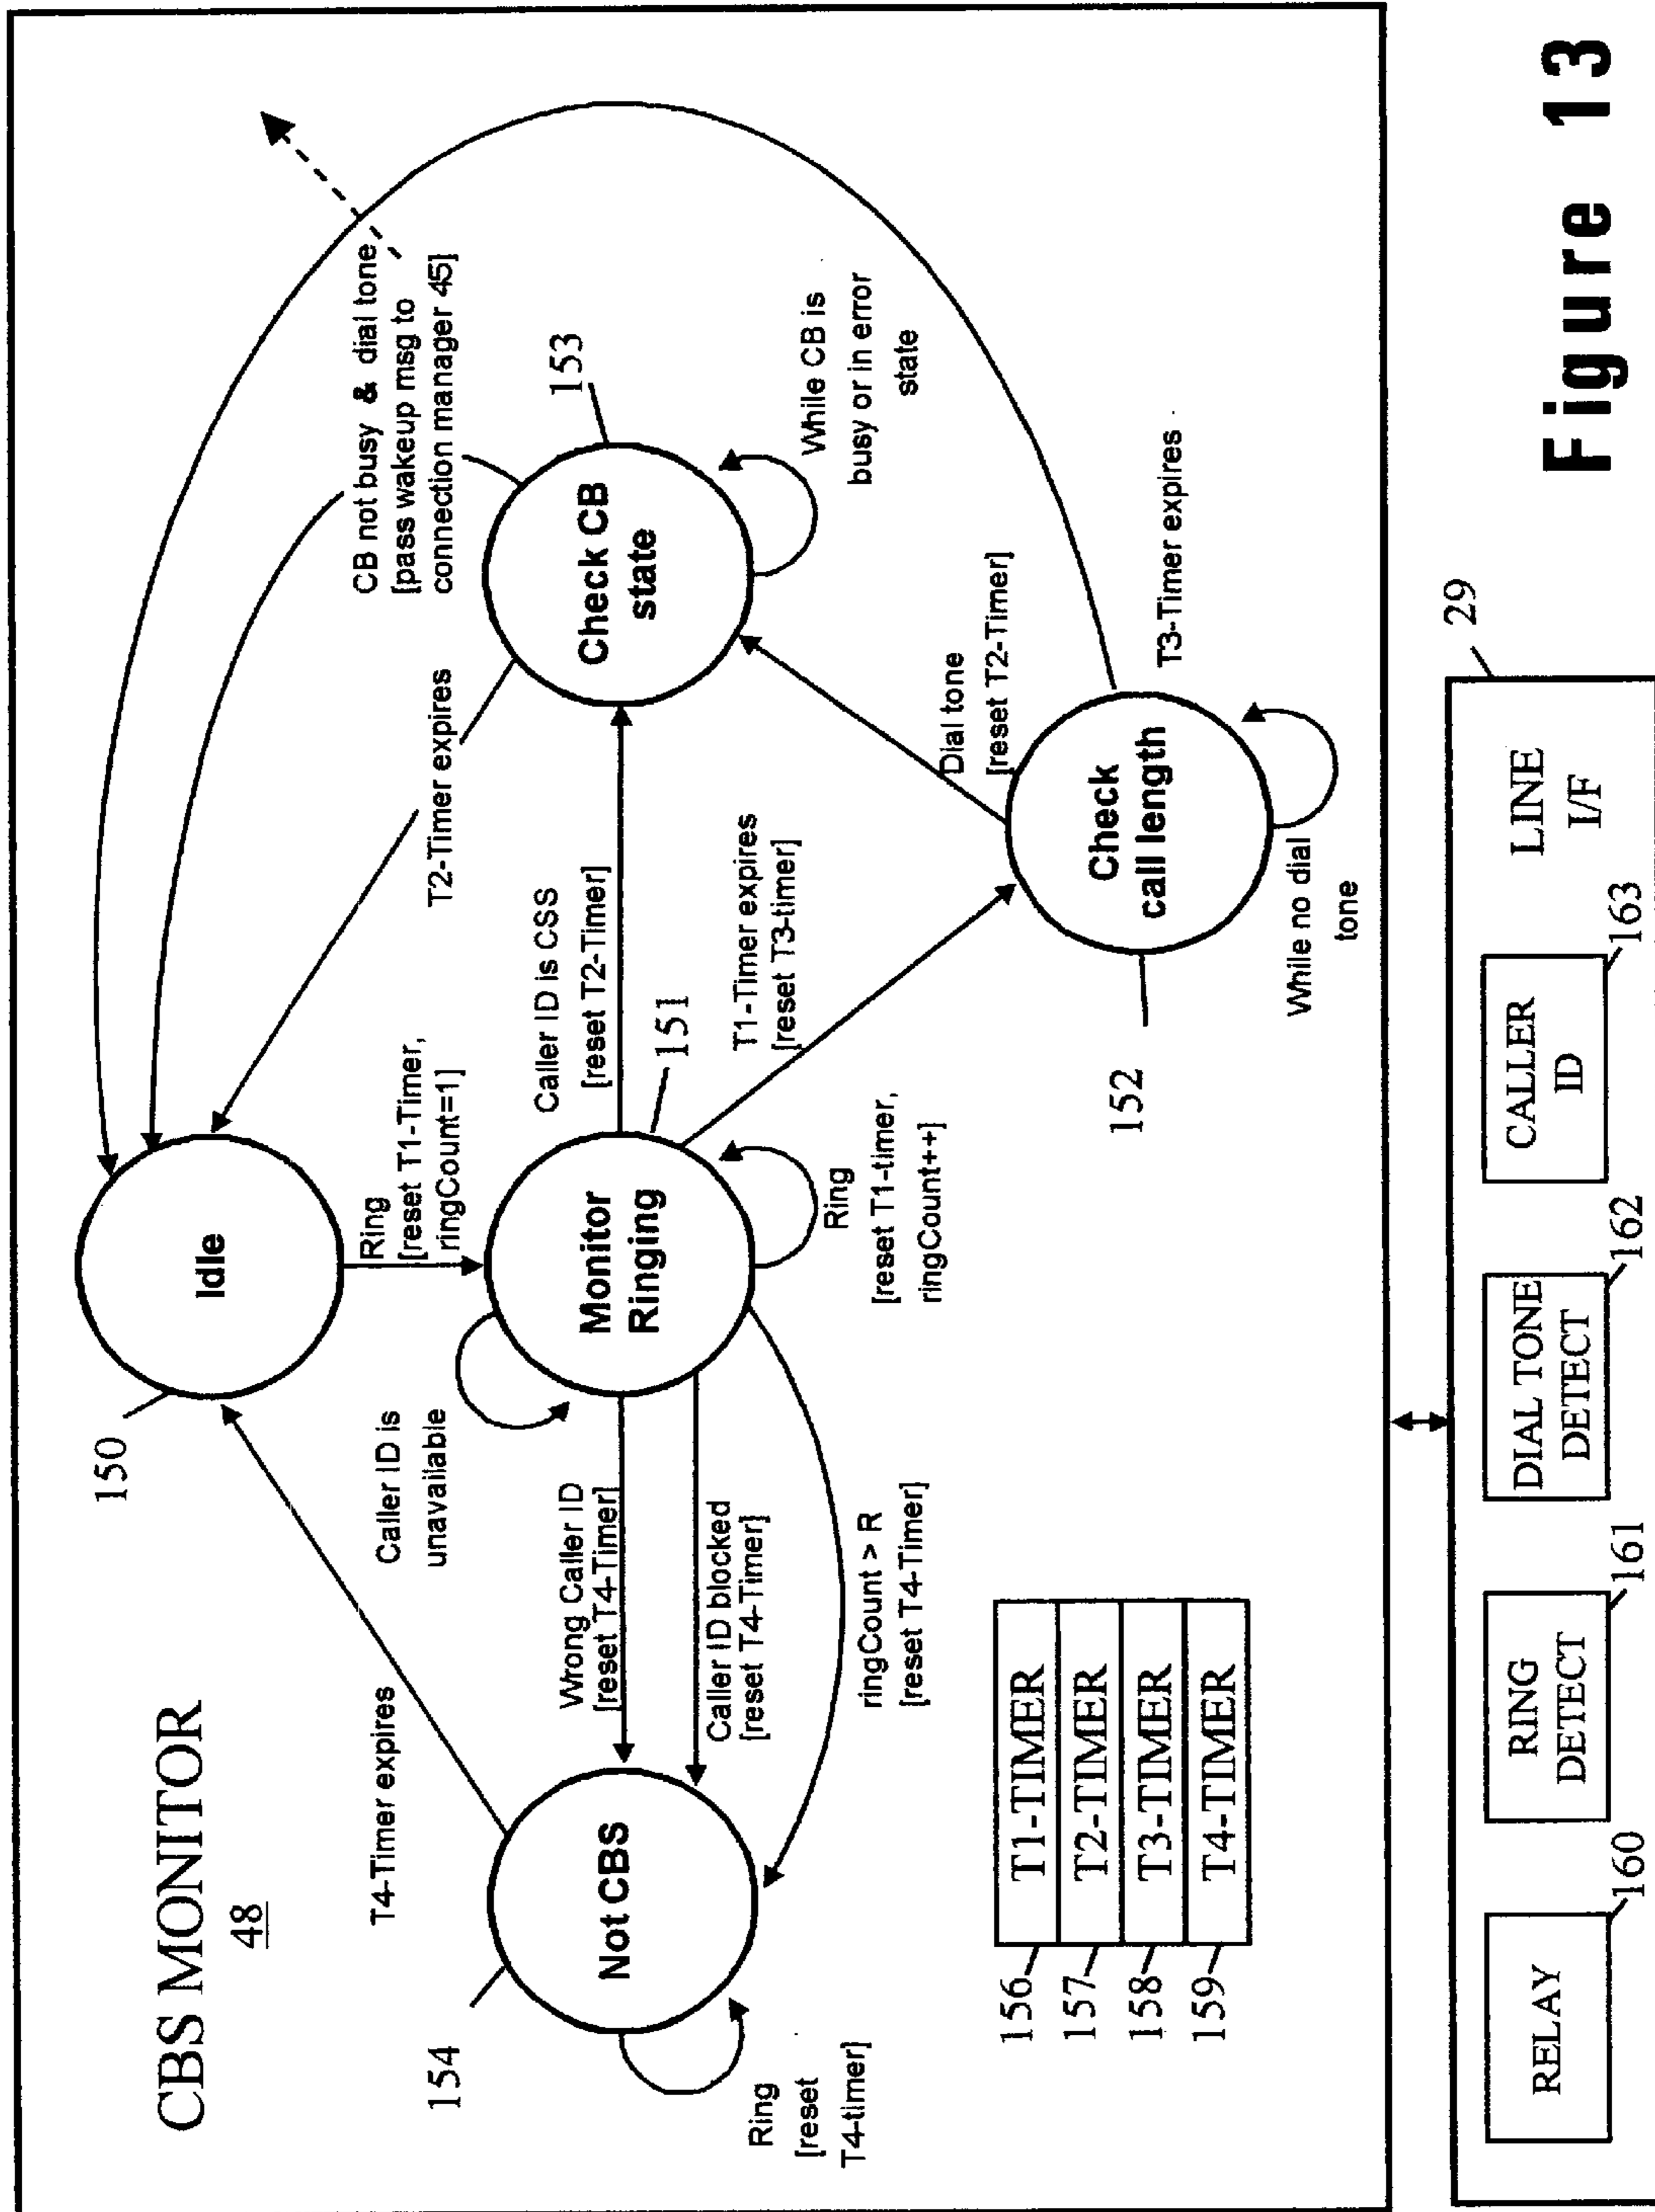 CBS MONITOR
48
150
Idle
T4-Timer expires
Ring
[reset T1-Timer,
ringCount=1]
T2-Timer expires
CB not busy & dial tone
[pass wakeup msg to
connection manager 45]
Caller ID is
unavailable
154
Not CBS
Ring
[reset
T4-timer]
Wrong Caller ID
[reset T4-Timer]
Caller ID blocked
[reset T4-Timer]
ringCount > R
[reset T4-Timer]
Monitor
Ringing
151
Ring
[reset T1-timer,
ringCount++]
Caller ID is CSS
[reset T2-Timer]
T1-Timer expires
[reset T3-timer]
Check CB
state
153
While CB is
busy or in error
state
Dial tone
[reset T2-Timer]
T3-Timer expires
Check
call length
152
While no dial
tone
156
T1-TIMER
157
T2-TIMER
158
T3-TIMER
159
T4-TIMER
29
RELAY
160
RING
DETECT
161
DIAL TONE
DETECT
162
CALLER
ID
163
LINE
I/F
Figure 13